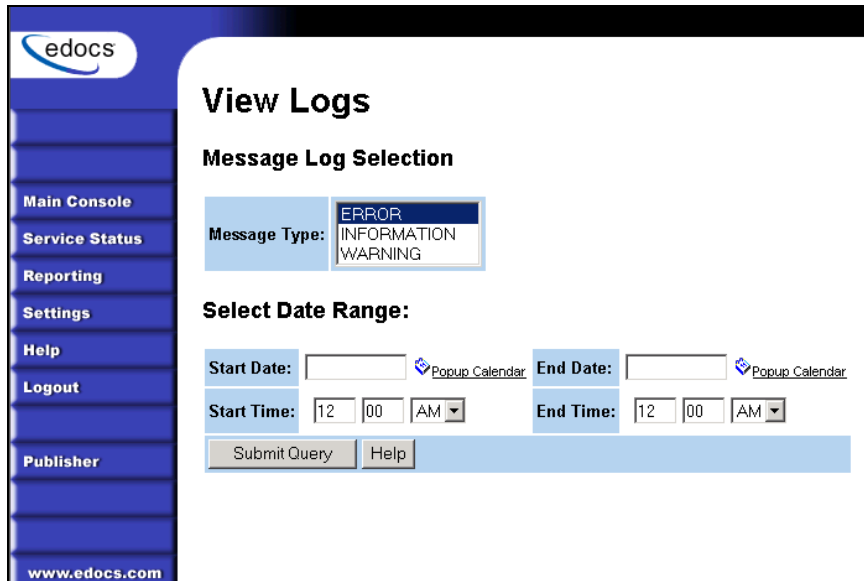 edocs
Main Console
Service Status
Reporting
Settings
Help
Logout
Publisher
www.edocs.com
View Logs
Message Log Selection
Message Type: ERROR
INFORMATION
WARNING
Select Date Range:
Start Date: Popup Calendar End Date: Popup Calendar
Start Time: 12 00 AM End Time: 12 00 AM
Submit Query Help